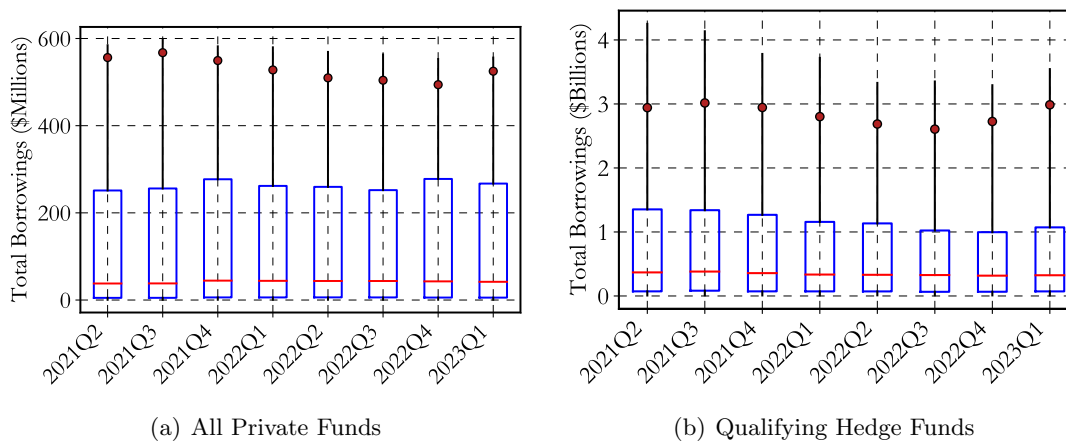 Total Borrowings ($Millions)
600
400
200
0
2021Q2
2021Q3
2021Q4
2022Q1
2022Q2
2022Q3
2022Q4
2023Q1
(a) All Private Funds
Total Borrowings ($Billions)
4
3
2
1
0
2021Q2
2021Q3
2021Q4
2022Q1
2022Q2
2022Q3
2022Q4
2023Q1
(b) Qualifying Hedge Funds